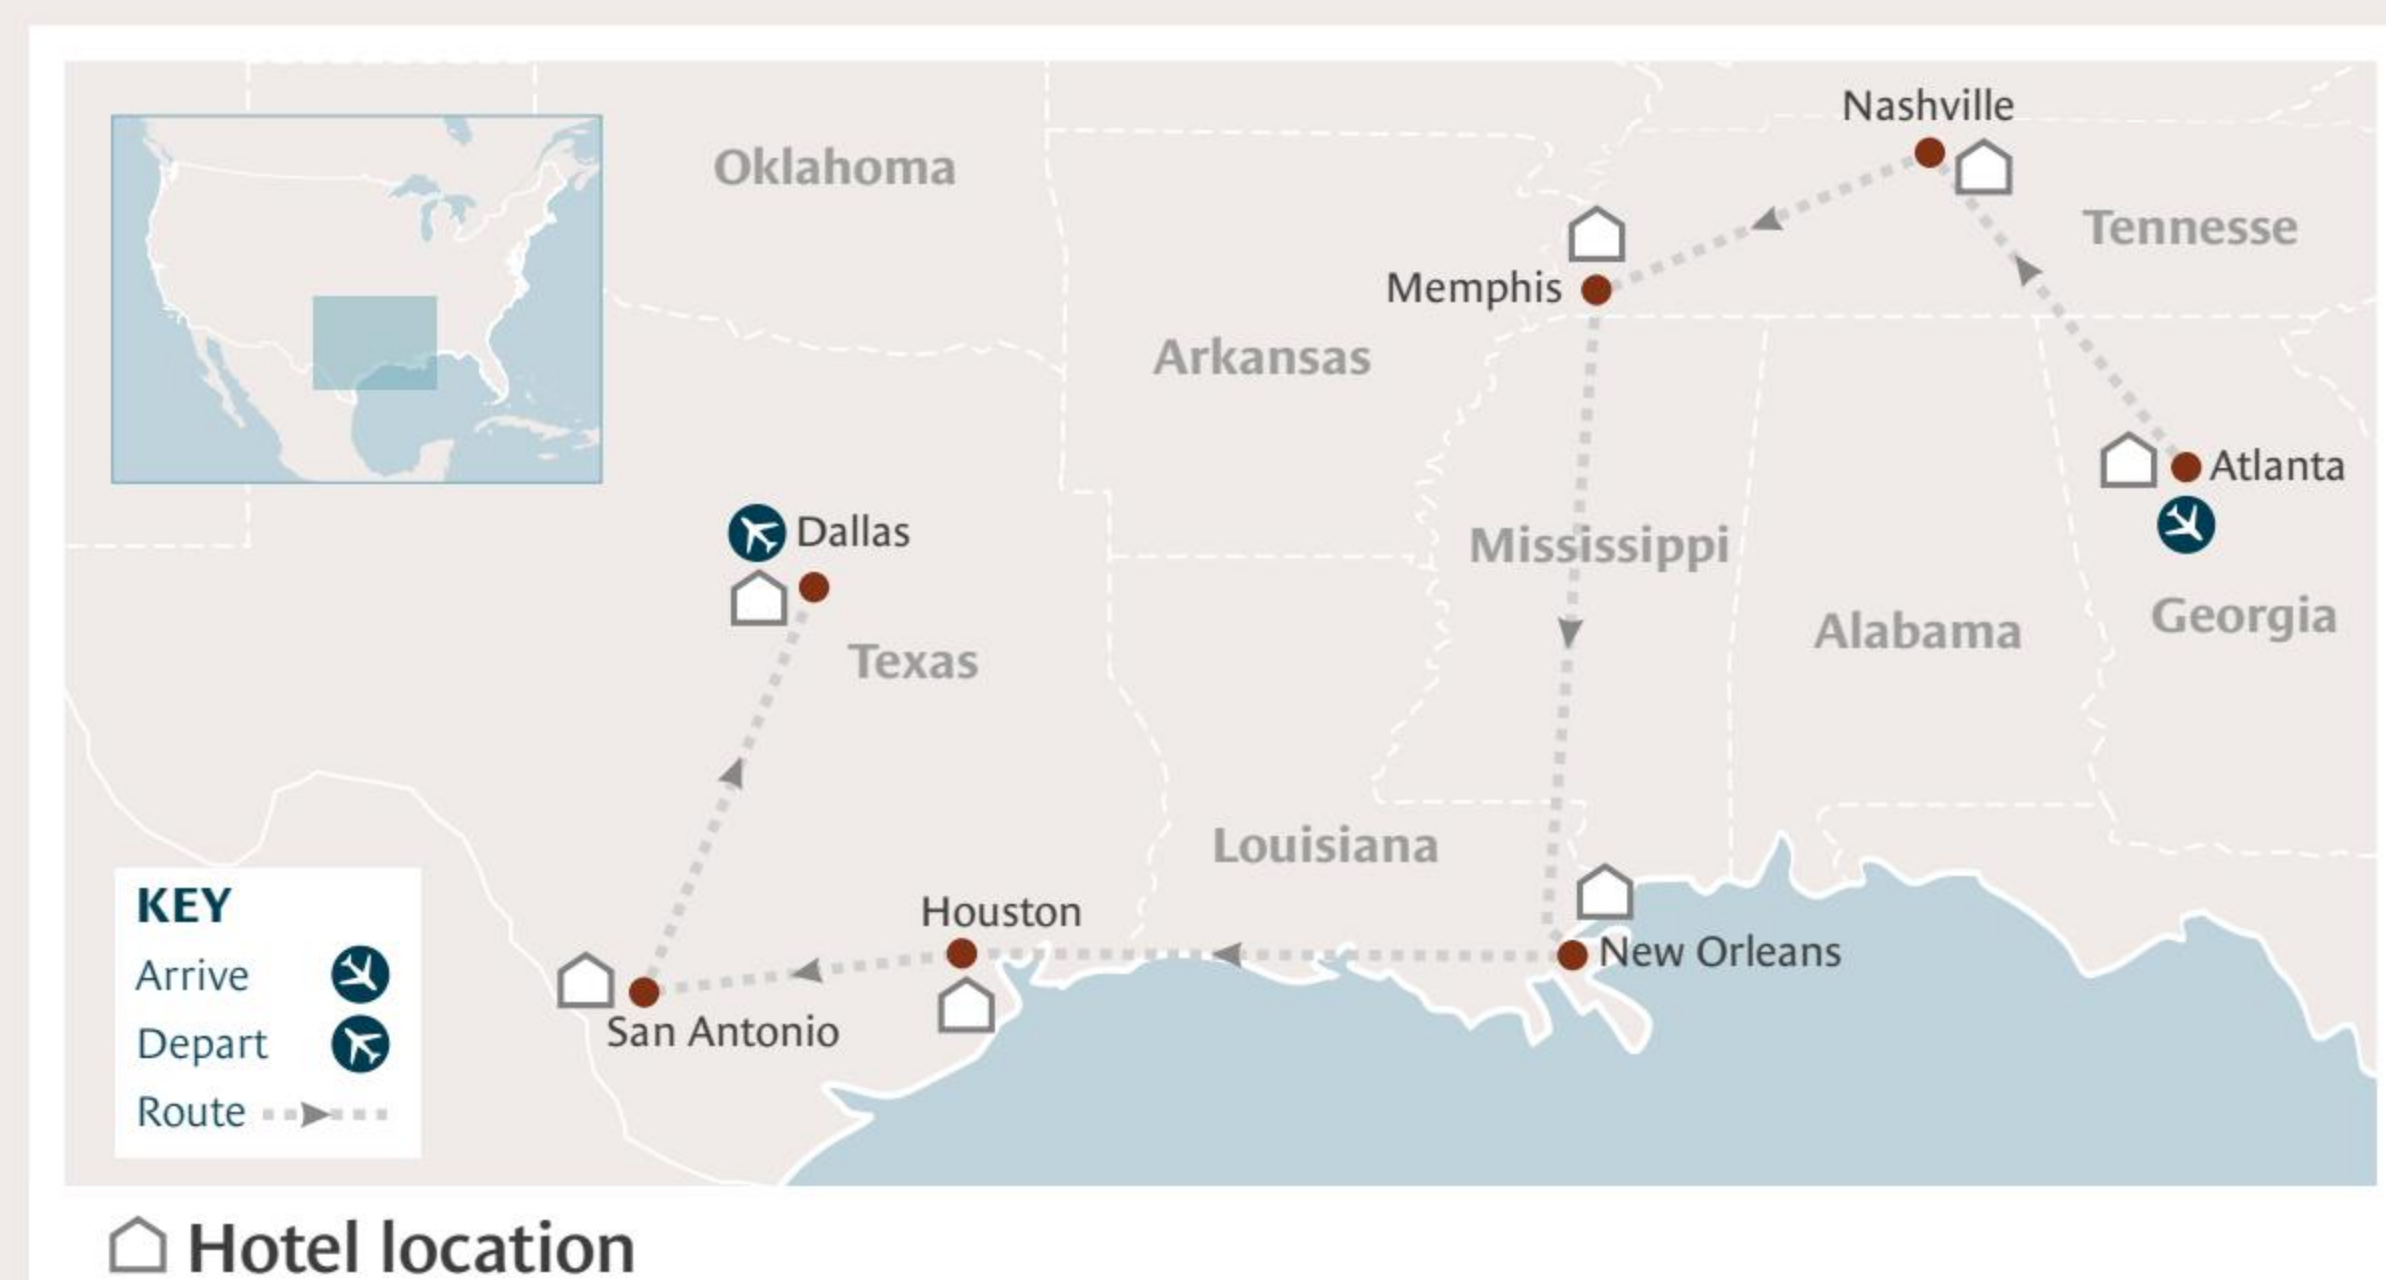 Nashville
Oklahoma
Tennesse
Memphis
Arkansas
Atlanta
Dallas
Mississippi
Georgia
Alabama
Texas
Louisiana
Houston
New Orleans
San Antonio
KEY
Arrive
Depart
Route
Hotel location